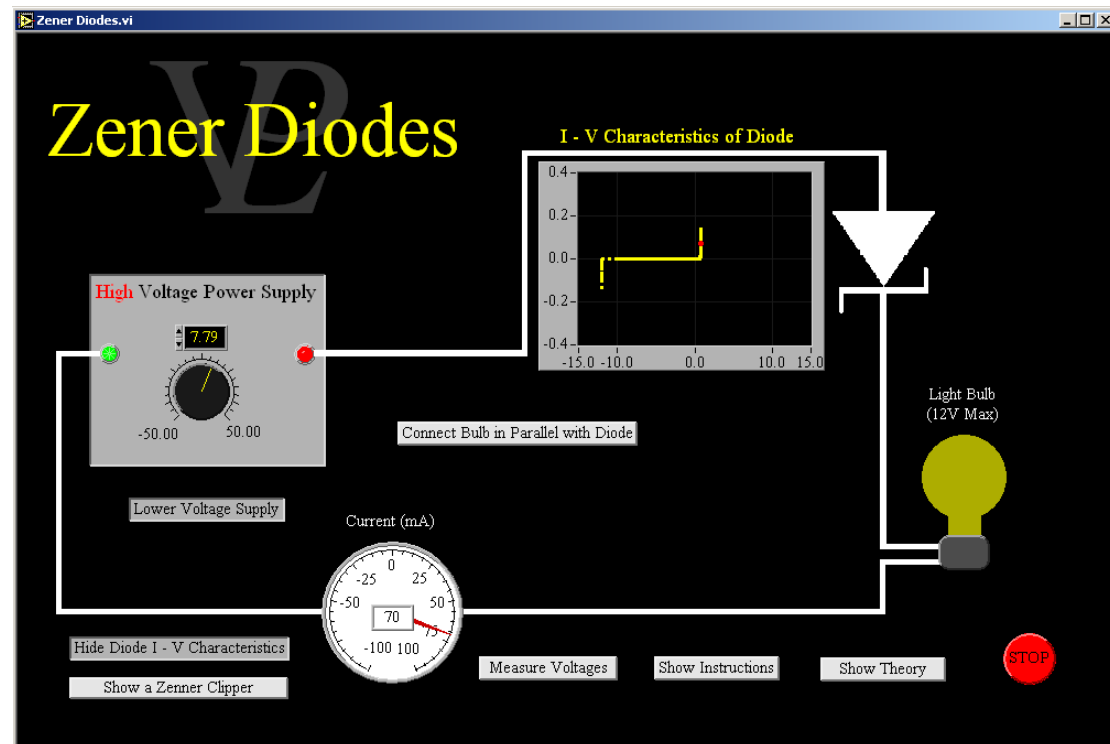 Zener Diodes.vi
VPL
Zener Diodes
I - V Characteristics of Diode
0.4
0.2
0.0
-0.2
-0.4
-15.0 -10.0 0.0 10.0 15.0
High Voltage Power Supply
7.79
-50.00 50.00
Connect Bulb in Parallel with Diode
Light Bulb
(12V Max)
Lower Voltage Supply
Current (mA)
0
-25 25
-50 50
70
75
-100 100
Hide Diode I - V Characteristics
Show a Zenner Clipper
Measure Voltages
Show Instructions
Show Theory
STOP